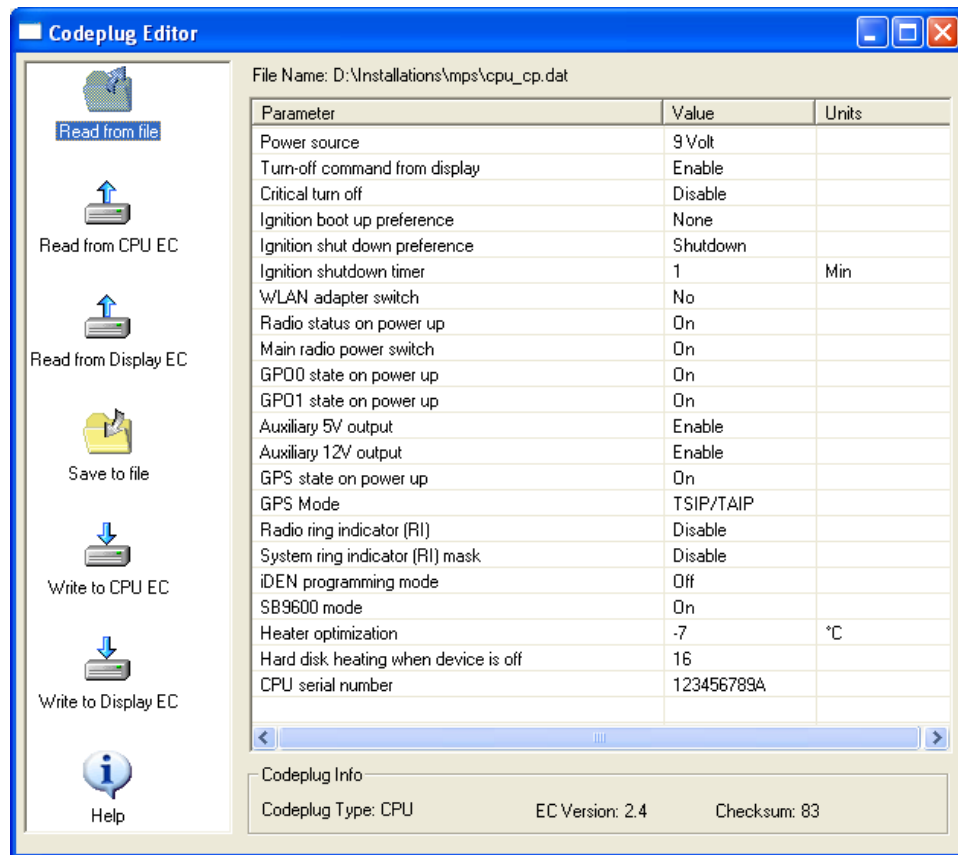 Codeplug Editor
Read from file
Read from CPU EC
Read from Display EC
Save to file
Write to CPU EC
Write to Display EC
Help
File Name: D:\Installations\mps\cpu_cp.dat
Parameter Value Units
Power source 9 Volt
Turn-off command from display Enable
Critical turn off Disable
Ignition boot up preference None
Ignition shut down preference Shutdown
Ignition shutdown timer 1 Min
WLAN adapter switch No
Radio status on power up On
Main radio power switch On
GPO0 state on power up On
GPO1 state on power up On
Auxiliary 5V output Enable
Auxiliary 12V output Enable
GPS state on power up On
GPS Mode TSIP/TAIP
Radio ring indicator (RI) Disable
System ring indicator (RI) mask Disable
iDEN programming mode Off
SB9600 mode On
Heater optimization -7 °C
Hard disk heating when device is off 16
CPU serial number 123456789A
Codeplug Info
Codeplug Type: CPU EC Version: 2.4 Checksum: 83